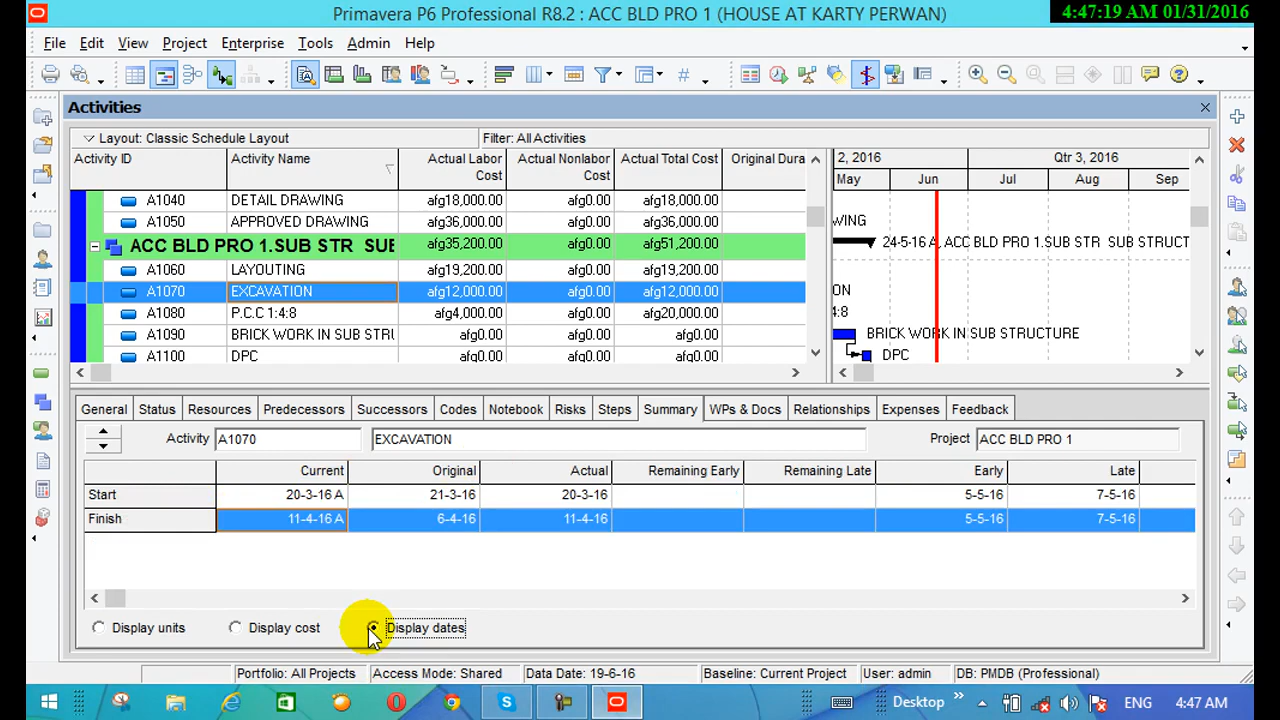 Primavera P6 Professional R8.2 : ACC BLD PRO 1 (HOUSE AT KARTY PERWAN)
4:47:19 AM 01/31/2016
File Edit View Project Enterprise Tools Admin Help
Activities
Layout: Classic Schedule Layout Filter: All Activities
Activity ID Activity Name Actual Labor Cost Actual Nonlabor Cost Actual Total Cost Original Dura
2, 2016 Qtr 3, 2016
May Jun Jul Aug Sep
A1040 DETAIL DRAWING afg18,000.00 afg0.00 afg18,000.00
A1050 APPROVED DRAWING afg36,000.00 afg0.00 afg36,000.00 WING
ACC BLD PRO 1.SUB STR SUE afg35,200.00 afg0.00 afg51,200.00 24-5-16 A, ACC BLD PRO 1.SUB STR SUB STRUCT
A1060 LAYOUTING afg19,200.00 afg0.00 afg19,200.00
A1070 EXCAVATION afg12,000.00 afg0.00 afg12,000.00 ON
A1080 P.C.C 1:4:8 afg4,000.00 afg0.00 afg20,000.00 4:8
A1090 BRICK WORK IN SUB STRU afg0.00 afg0.00 afg0.00 BRICK WORK IN SUB STRUCTURE
A1100 DPC afg0.00 afg0.00 afg0.00 DPC
General Status Resources Predecessors Successors Codes Notebook Risks Steps Summary WPs & Docs Relationships Expenses Feedback
Activity A1070 EXCAVATION Project ACC BLD PRO 1
Current Original Actual Remaining Early Remaining Late Early Late
Start 20-3-16 A 21-3-16 20-3-16 5-5-16 7-5-16
Finish 11-4-16 A 6-4-16 11-4-16 5-5-16 7-5-16
Display units Display cost Display dates
Portfolio: All Projects Access Mode: Shared Data Date: 19-6-16 Baseline: Current Project User: admin DB: PMDB (Professional)
Desktop ENG 4:47 AM